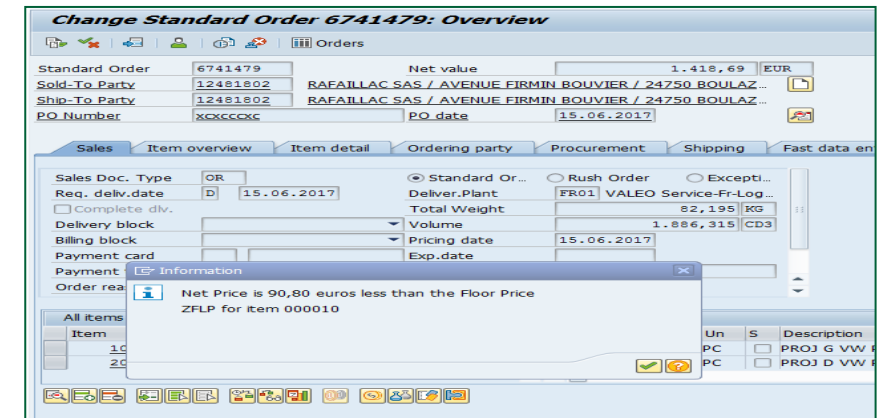 Change Standard Order 6741479: Overview
Orders
Standard Order 6741479 Net value 1.418,69 EUR
Sold-To Party 12481802 RAFAILLAC SAS / AVENUE FIRMIN BOUVIER / 24750 BOULAZ...
Ship-To Party 12481802 RAFAILLAC SAS / AVENUE FIRMIN BOUVIER / 24750 BOULAZ...
PO Number xcxcccxc PO date 15.06.2017
Sales Item overview Item detail Ordering party Procurement Shipping Fast data en
Sales Doc. Type OR Standard Or... Rush Order Excepti...
Req. deliv.date D 15.06.2017 Deliver.Plant FR01 VALEO Service-Fr-Log...
Complete dlv. Total Weight 82,195 KG
Delivery block Volume 1.886,315 CD3
Billing block Pricing date 15.06.2017
Payment card Exp.date
Payment
Order rea
Information
Net Price is 90,80 euros less than the Floor Price
ZFLP for item 000010
All items
Item Un S Description
10 PC PROJ G VW
20 PC PROJ D VW